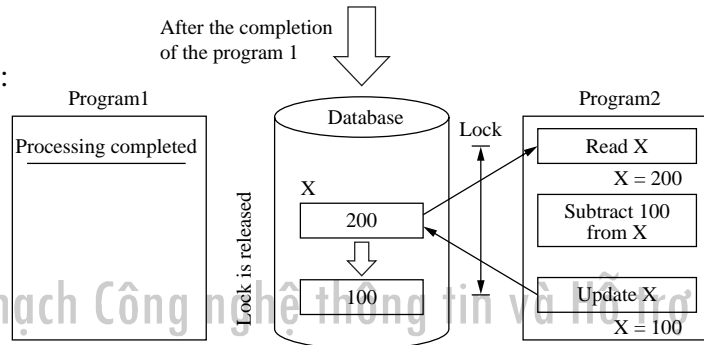 After the completion
of the program 1
:
Program1
Processing completed
Database
Lock is released
X
200
100
Lock
Program2
Read X
X = 200
Subtract 100
from X
Update X
X = 100
mạch Công nghệ thông tin và Hỗ trợ